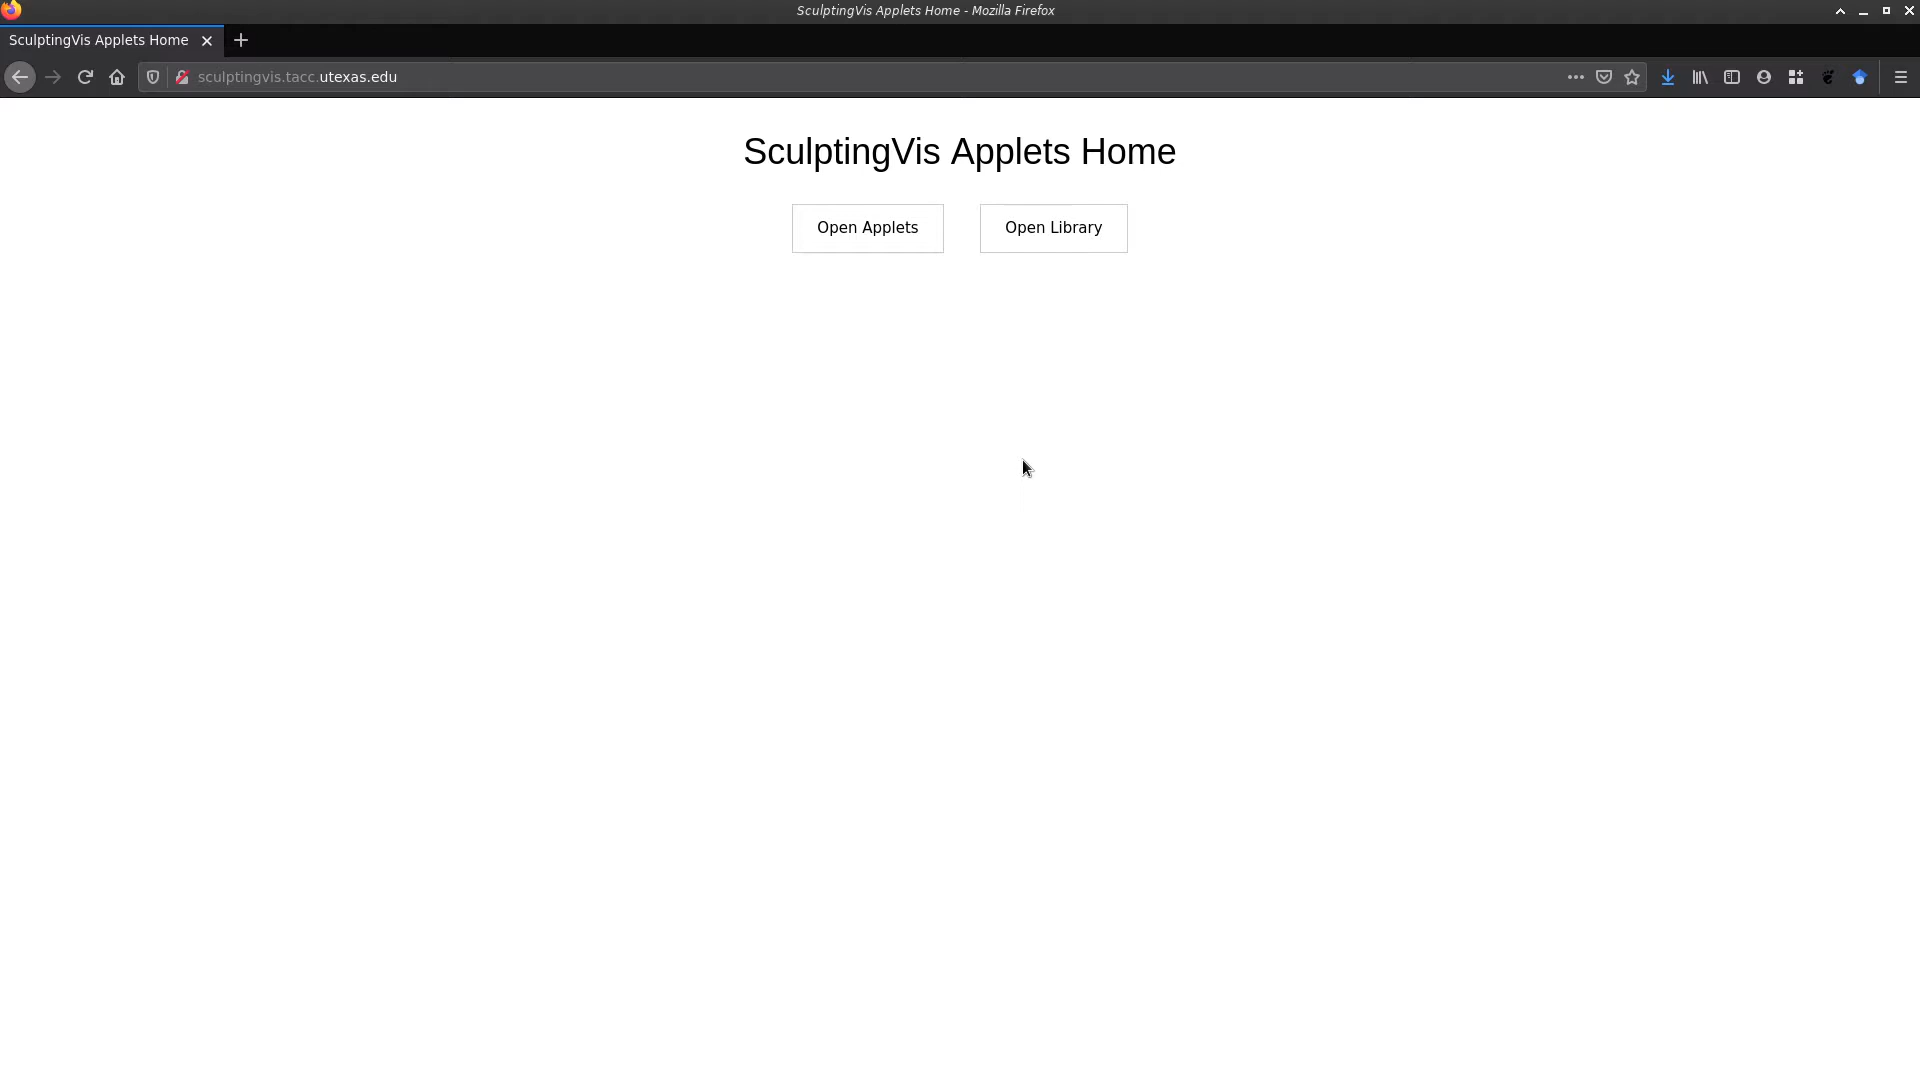 SculptingVis Applets Home - Mozilla Firefox
SculptingVis Applets Home
sculptingvis.tacc.utexas.edu
SculptingVis Applets Home
Open Applets
Open Library